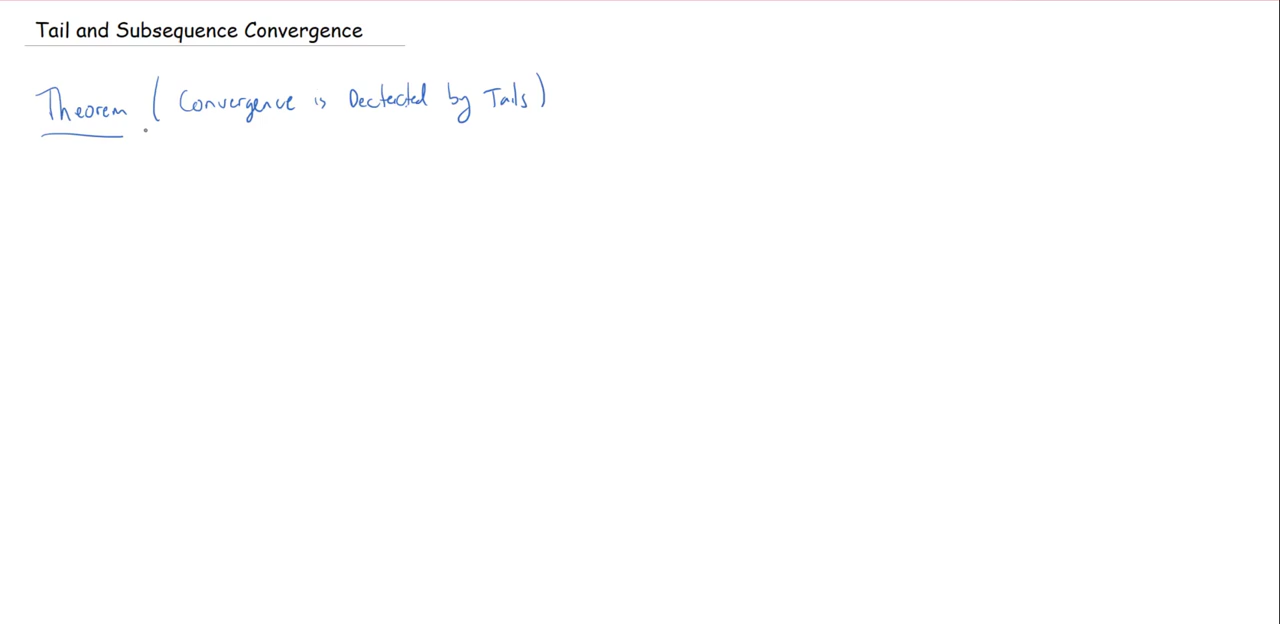 Tail and Subsequence Convergence
Theorem (Convergence is Dectected by Tails)